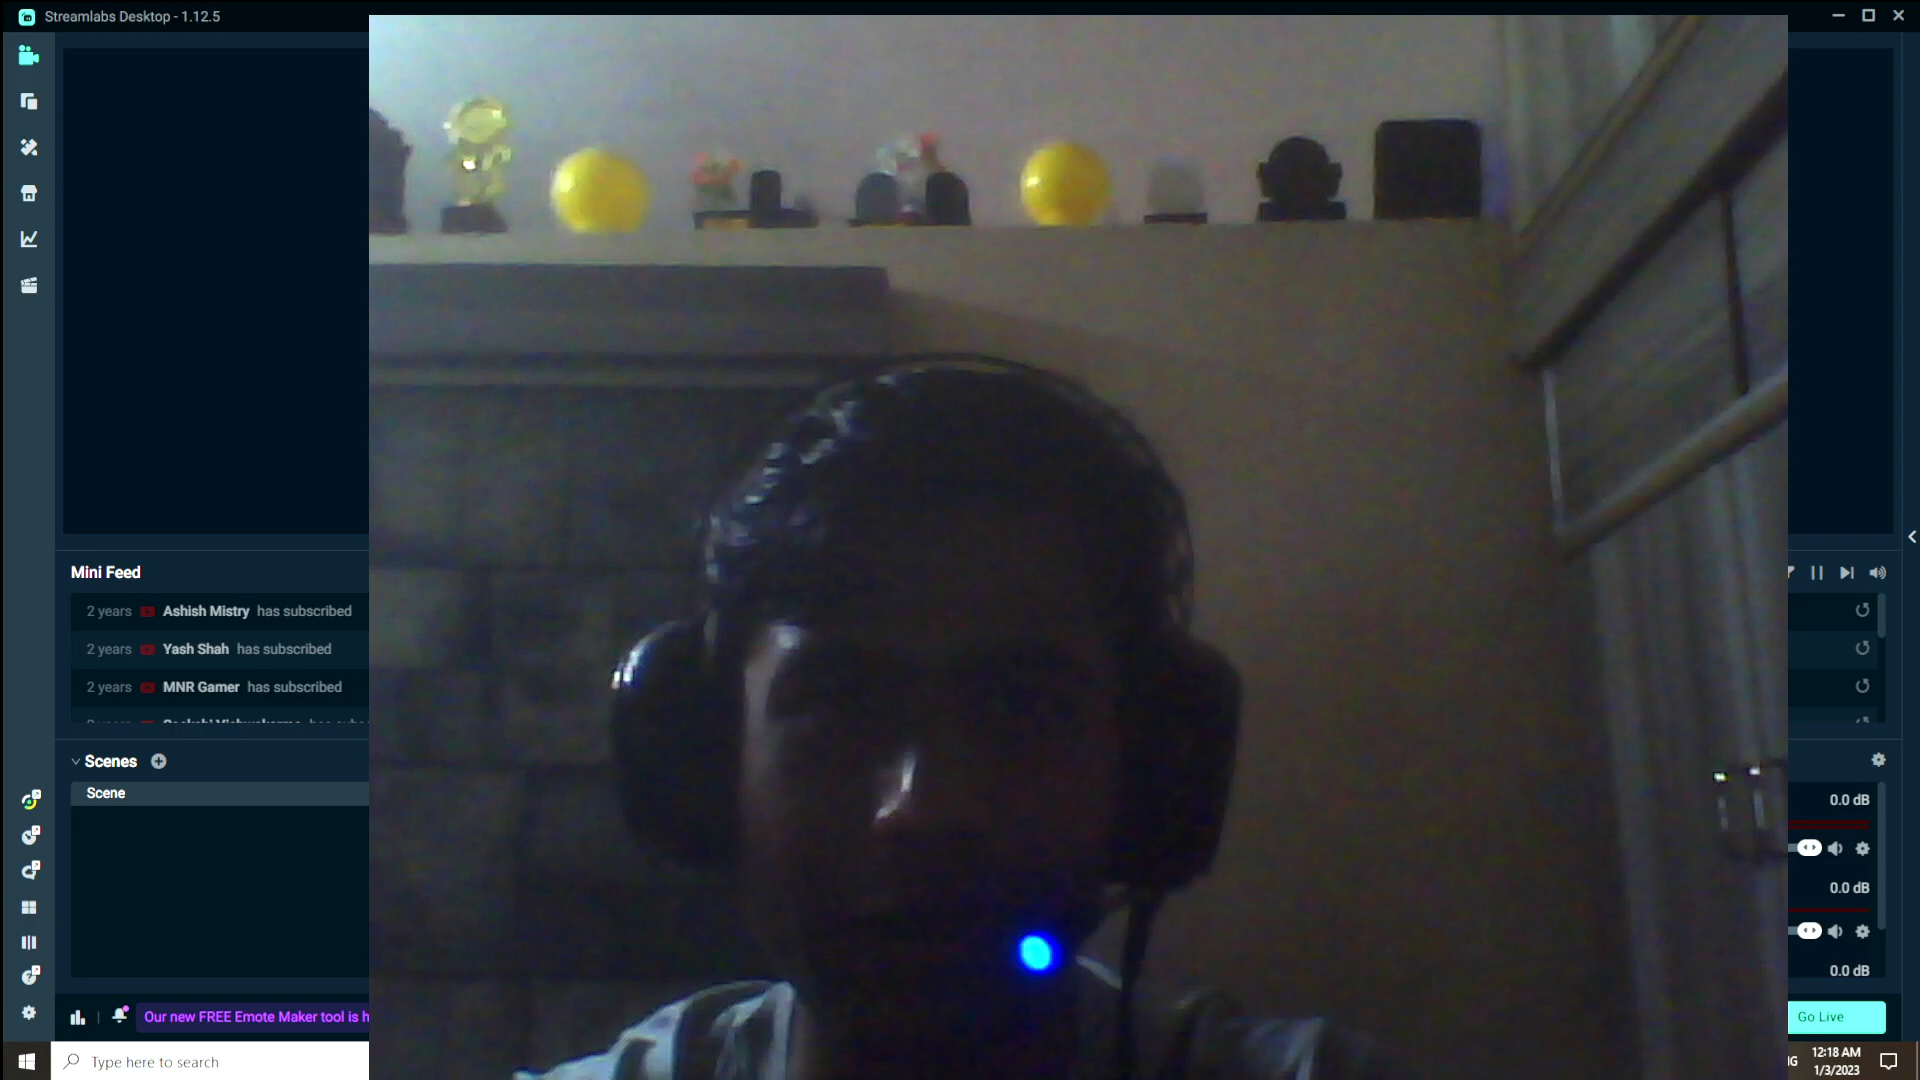 Streamlabs Desktop - 1.12.5
Mini Feed
2 years Ashish Mistry has subscribed
2 years Yash Shah has subscribed
2 years MNR Gamer has subscribed
Scenes
Scene
0.0 dB
0.0 dB
0.0 dB
Our new FREE Emote Maker tool is h
Go Live
Type here to search
12:18 AM
1/3/2023